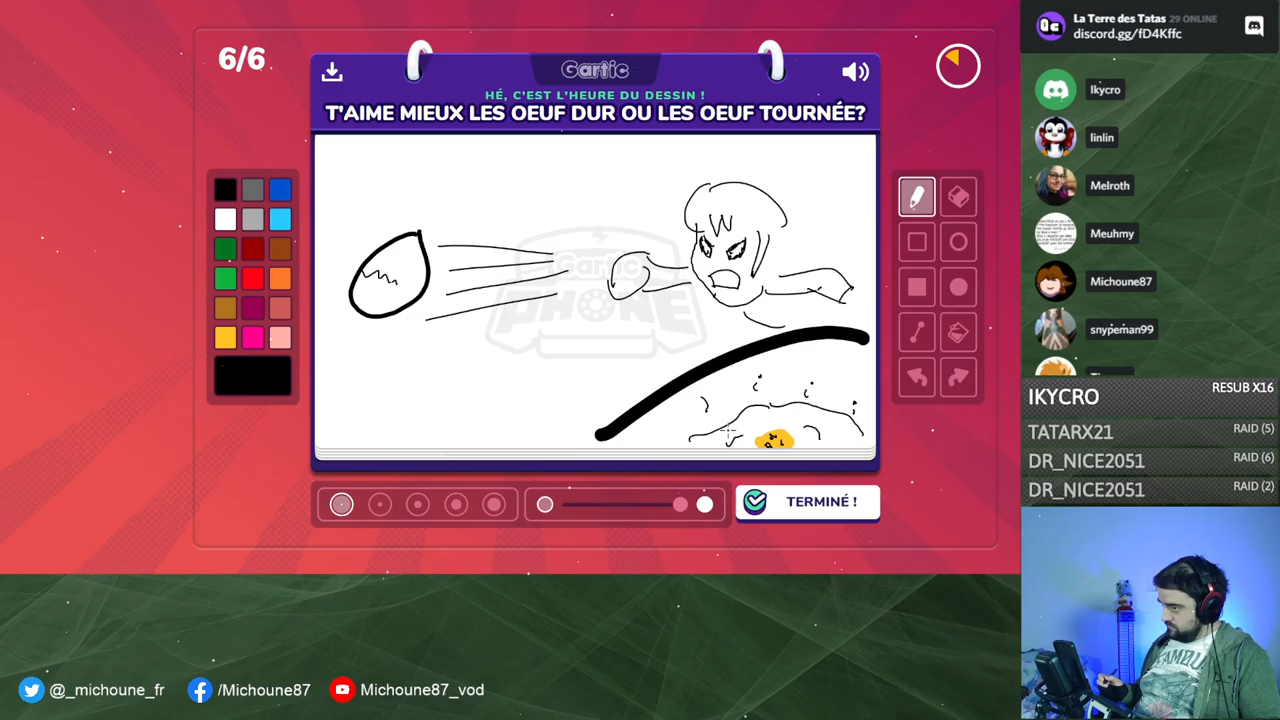 6/6
Gartic
HÉ, C'EST L'HEURE DU DESSIN !
T'AIME MIEUX LES OEUF DUR OU LES OEUF TOURNÉE?
Gartic
PHONE
TERMINÉ !
La Terre des Tatas 29 ONLINE
discord.gg/fD4Kffc
Ikycro
linlin
Melroth
Meuhmy
Michoune87
snypeman99
IKYCRO RESUB X16
TATARX21 RAID (5)
DR_NICE2051 RAID (6)
DR_NICE2051 RAID (2)
@_michoune_fr
/Michoune87
Michoune87_vod